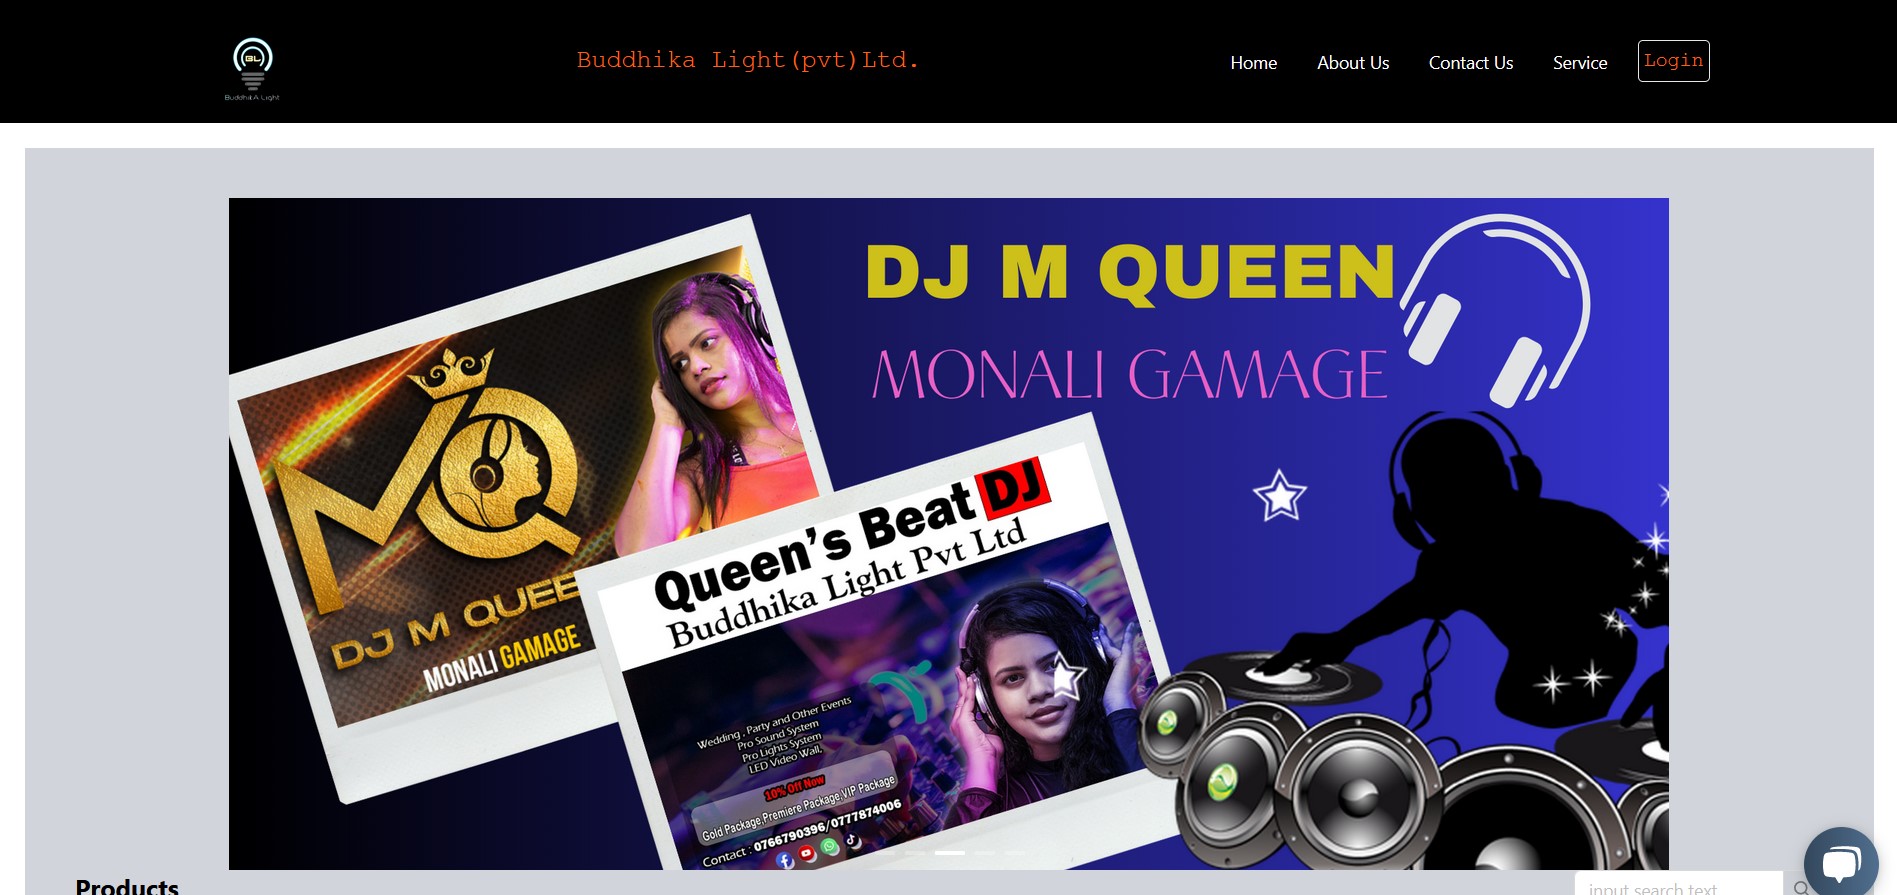 BL
Buddhika Light
Buddhika Light(pvt)Ltd.
Home
About Us
Contact Us
Service
Login
DJ M QUEEN
MONALI GAMAGE
MQ
DJ M QUEE
MONALI GAMAGE
Queen's Beat DJ
Buddhika Light Pvt Ltd
Wedding , Party and Other Events
Pro Sound System
Pro Lights System
LED Video Wall,
10% Off Now
Gold Package,Premiere Package,VIP Package
Contact : 0766790396/0777874006
Products
input search text